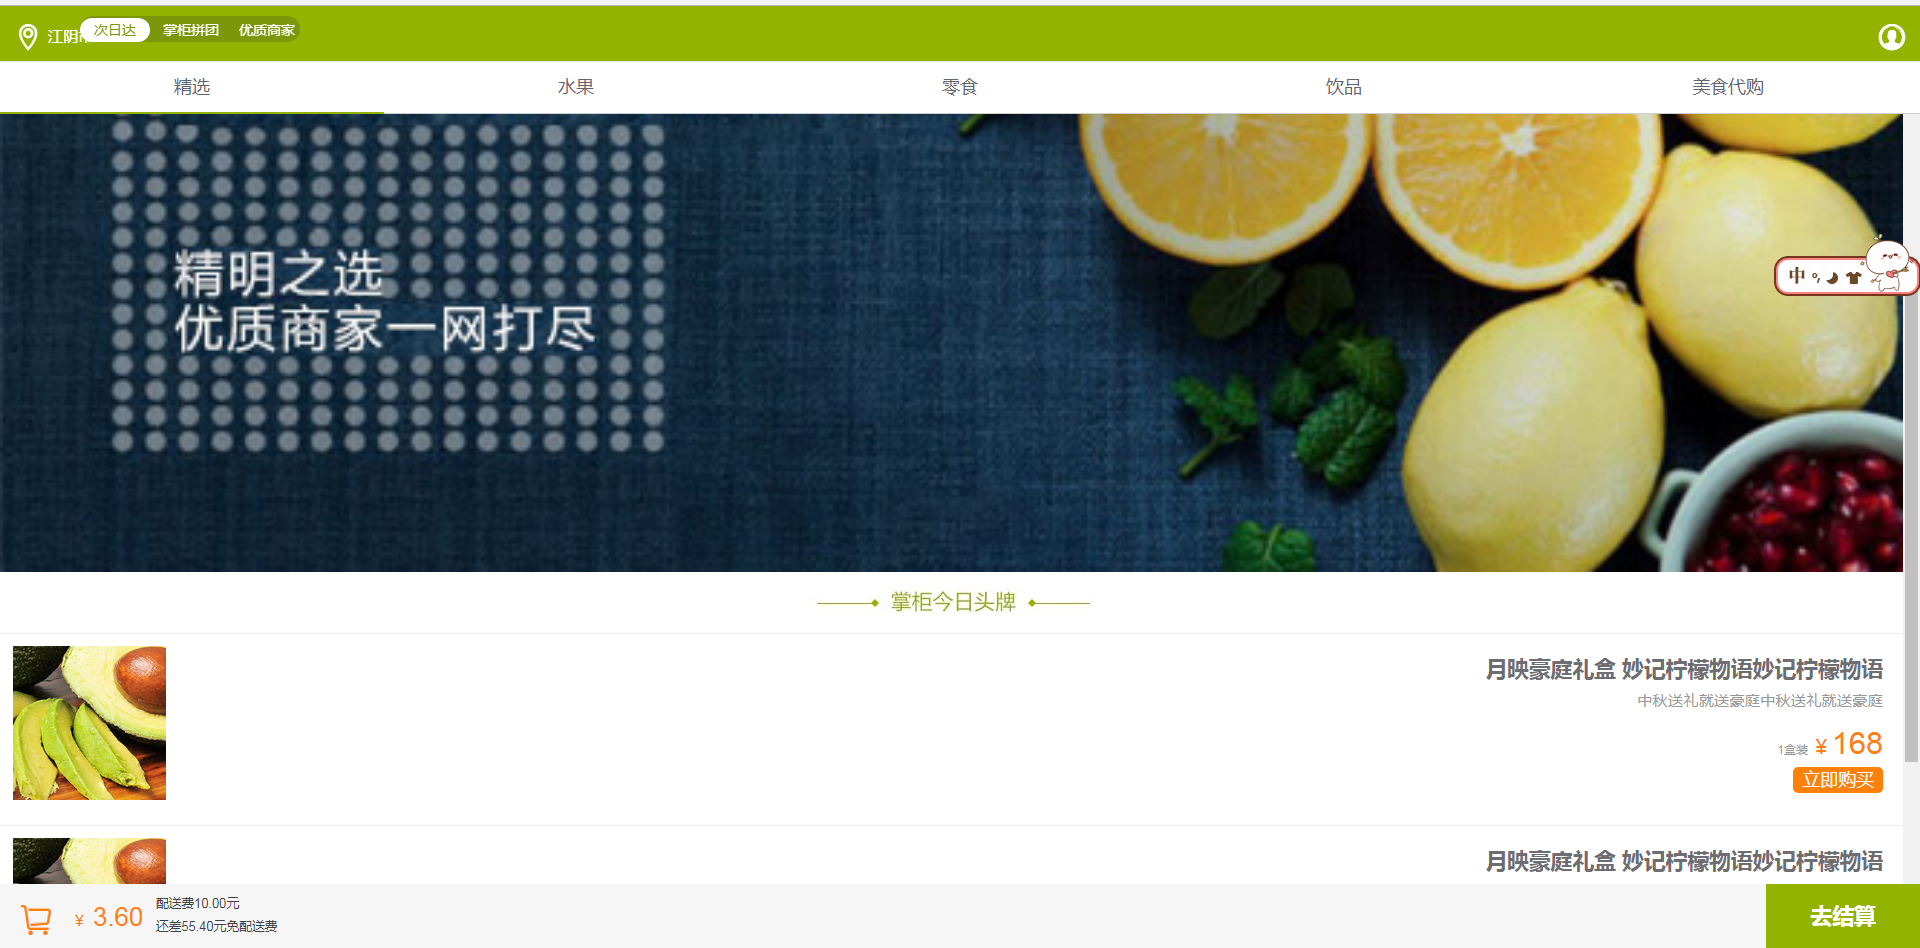 江阴
次日达 掌柜拼团 优质商家
精选 水果 零食 饮品 美食代购
精明之选
优质商家一网打尽
中
掌柜今日头牌
月映豪庭礼盒 妙记柠檬物语妙记柠檬物语
中秋送礼就送豪庭中秋送礼就送豪庭
1盒装 ¥ 168
立即购买
月映豪庭礼盒 妙记柠檬物语妙记柠檬物语
¥ 3.60
配送费10.00元
还差55.40元免配送费
去结算